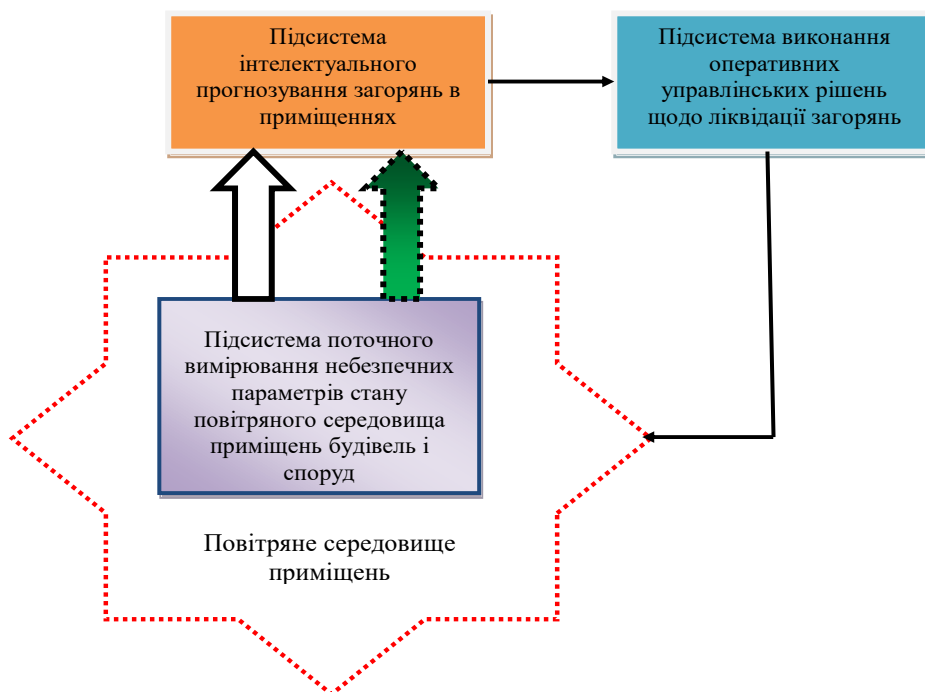 Підсистема
інтелектуального
прогнозування загорянь в
приміщеннях
Підсистема виконання
оперативних
управлінських рішень
щодо ліквідації загорянь
Підсистема поточного
вимірювання небезпечних
параметрів стану
повітряного середовища
приміщень будівель і
споруд
Повітряне середовище
приміщень